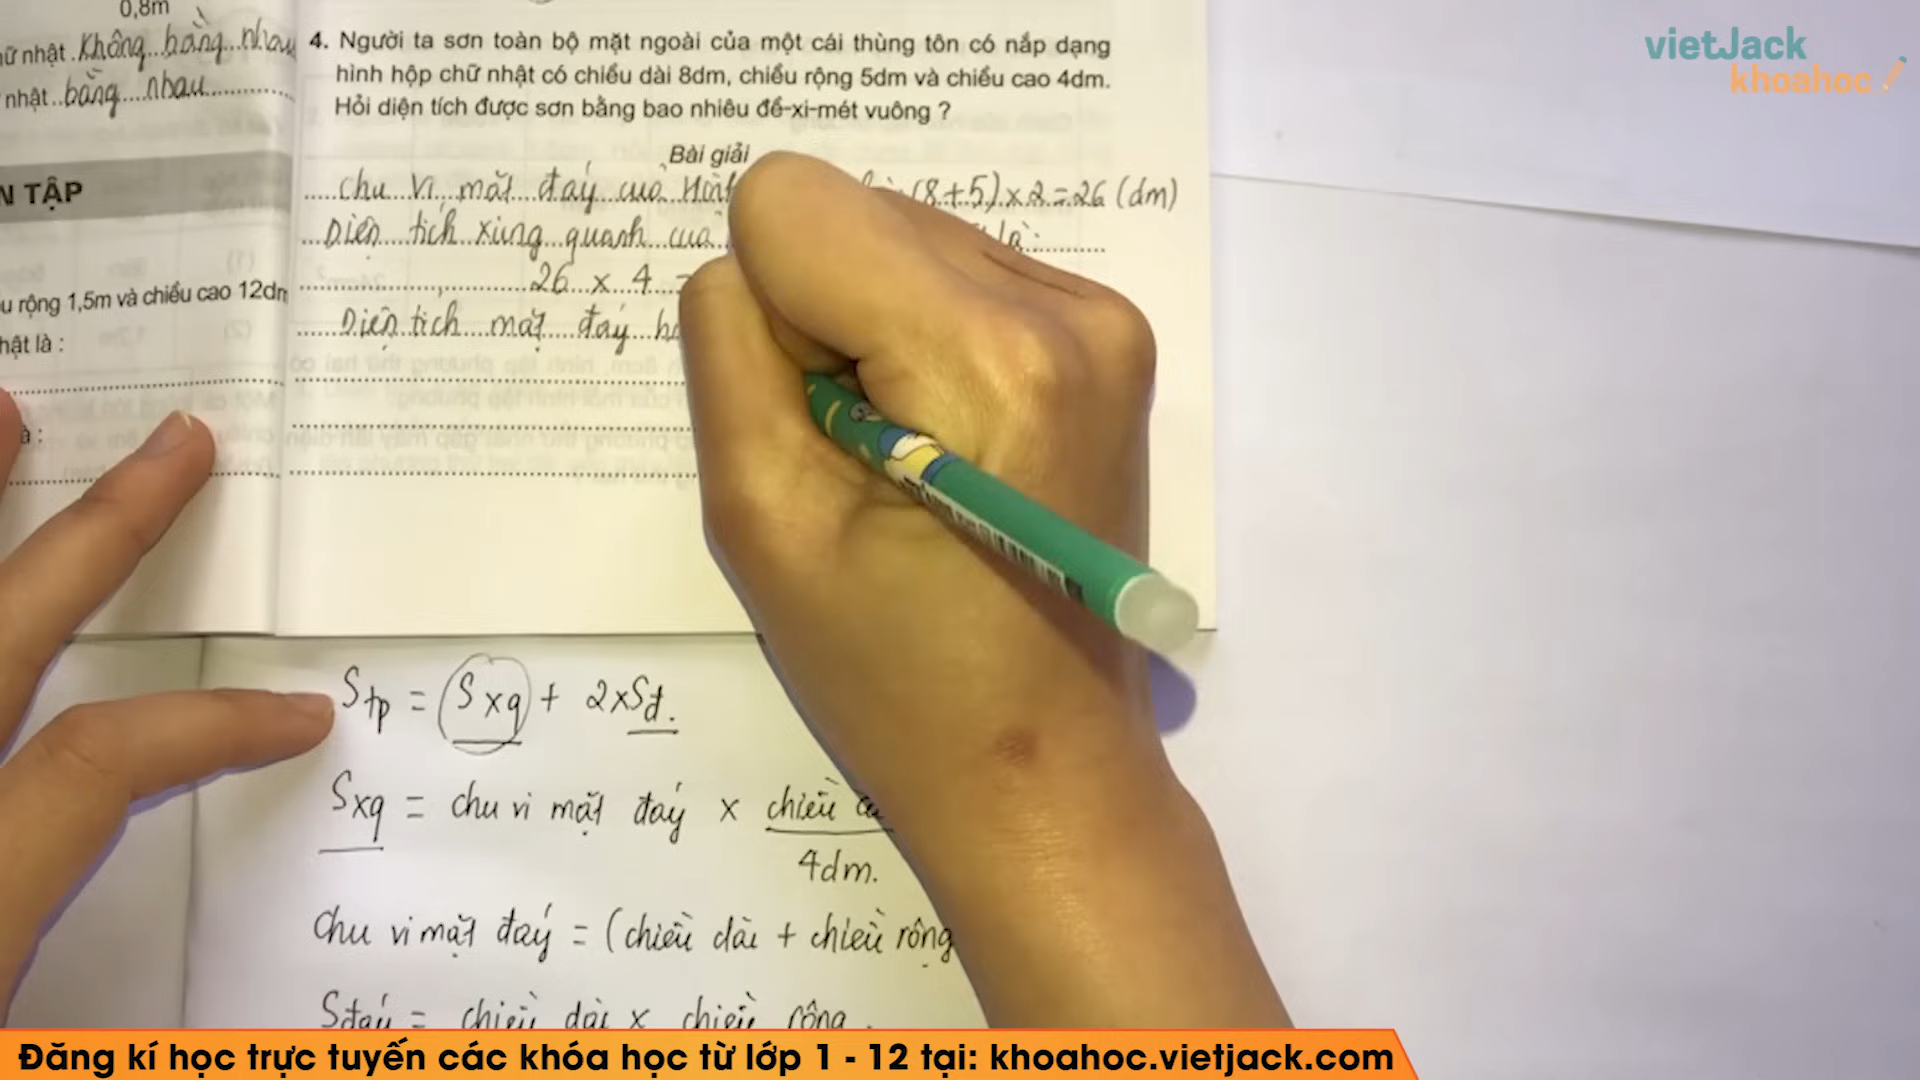 0,8m
ữ nhật Không bằng nhau
nhật bằng nhau
N TẬP
u rộng 1,5m và chiều cao 12dm
hật là :
à :
4. Người ta sơn toàn bộ mặt ngoài của một cái thùng tôn có nắp dạng
hình hộp chữ nhật có chiều dài 8dm, chiều rộng 5dm và chiều cao 4dm.
Hỏi diện tích được sơn bằng bao nhiêu đề-xi-mét vuông ?
Bài giải
Chu vi mặt đáy của là: (8+5) x 2 = 26 (dm)
Diện tích xung quanh của là:
26 x 4
Diện tích mặt đáy
Stp = Sxq + 2xSđ.
Sxq = chu vi mặt đáy x chiều
4dm.
Chu vi mặt đáy = (chiều dài + chiều rộng
Sđáy = chiều dài x chiều rộng.
vietJack
khoahoc
Đăng kí học trực tuyến các khóa học từ lớp 1 - 12 tại: khoahoc.vietjack.com